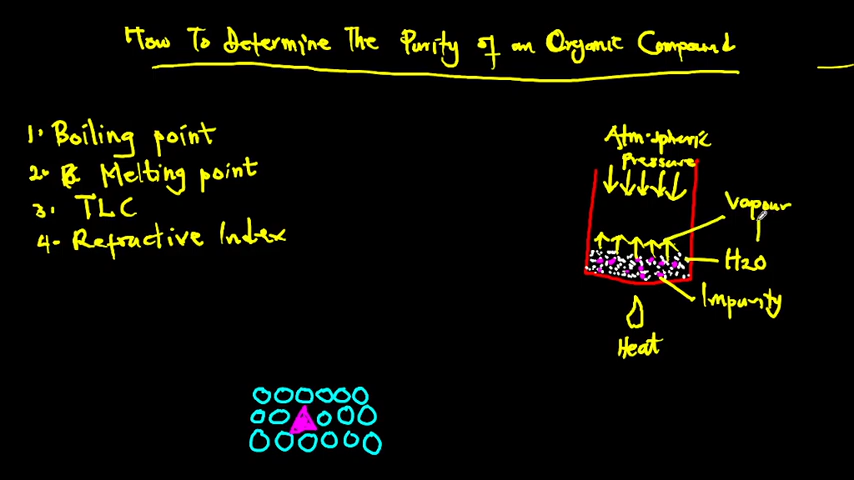 How To Determine The Purity of an Organic Compound
1. Boiling point
2. Melting point
3. TLC
4. Refractive Index
Atmospheric
Pressure
Vapour
H2O
Impurity
Heat